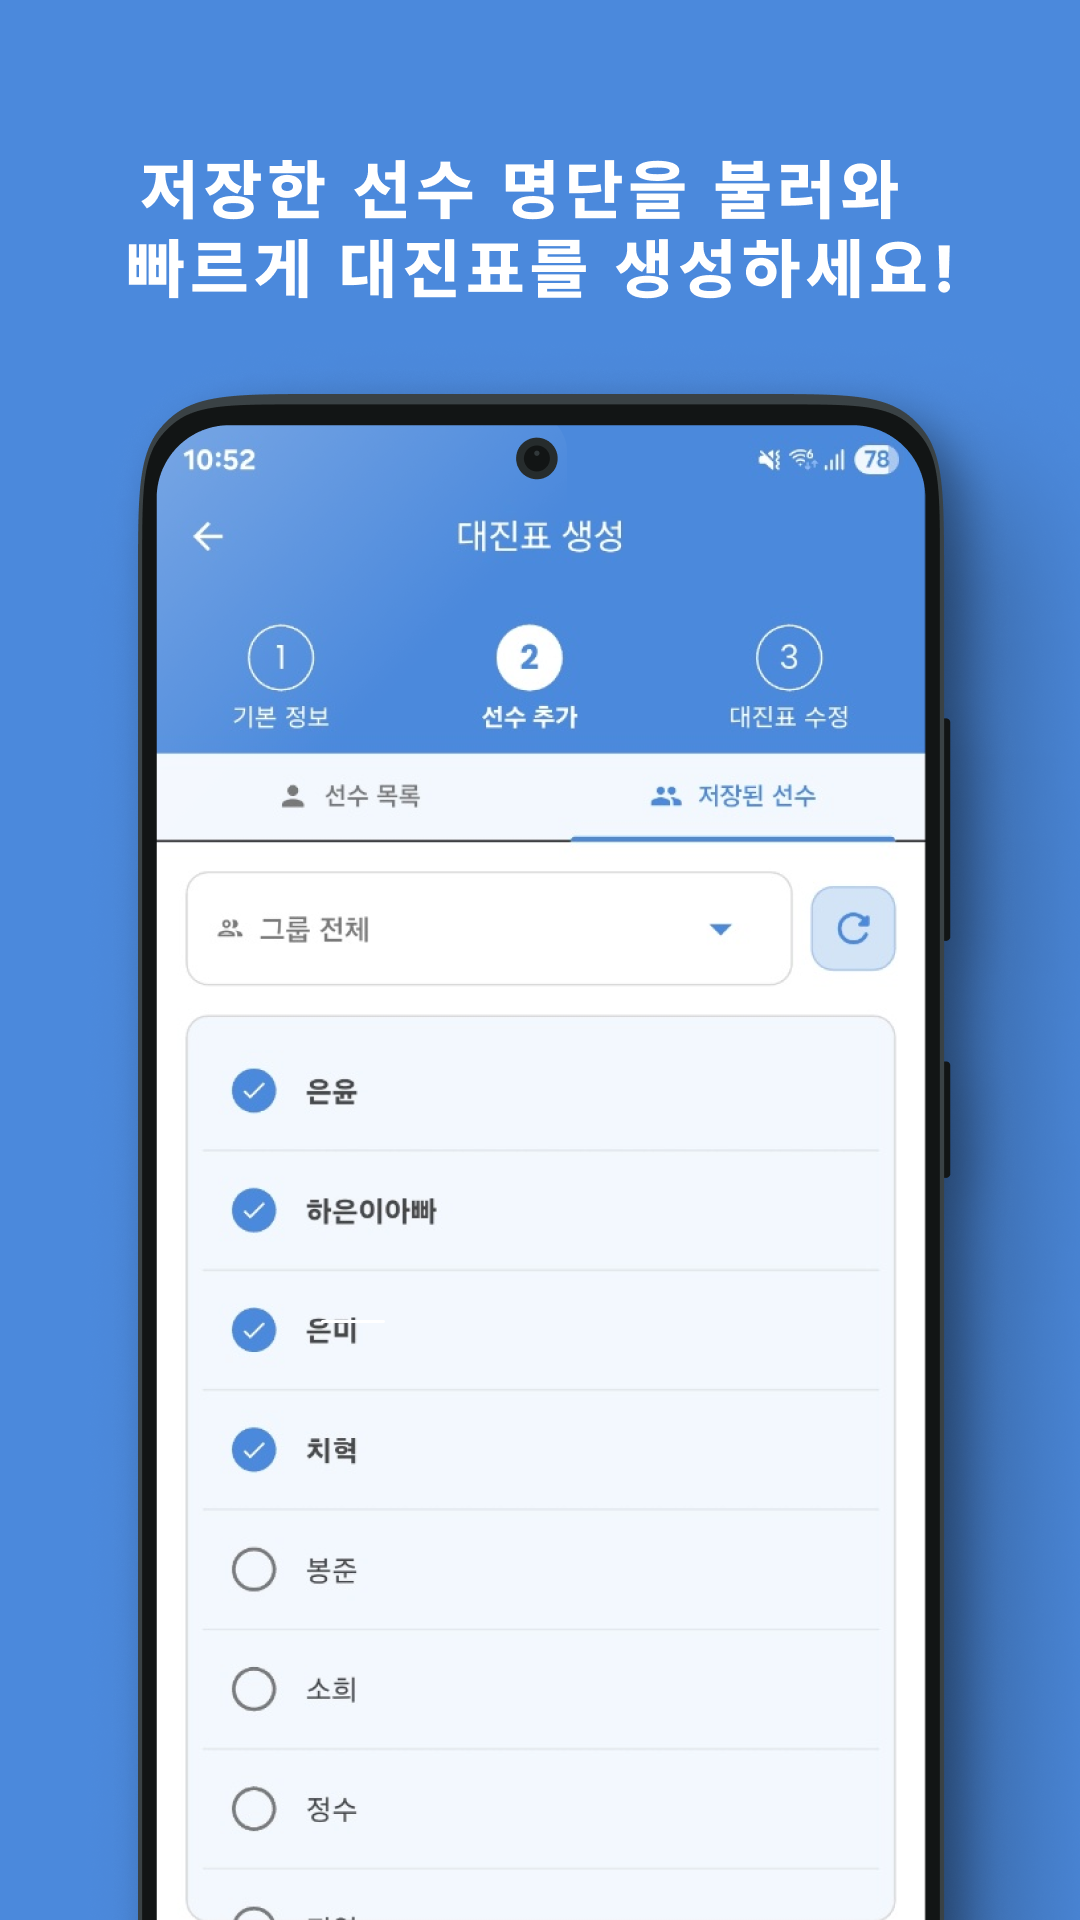 저장한 선수 명단을 불러와
빠르게 대진표를 생성하세요!
10:52
6
78
대진표 생성
1
2
3
기본 정보
선수 추가
대진표 수정
선수 목록
저장된 선수
그룹 전체
은윤
하은이아빠
은미
치혁
봉준
소희
정수